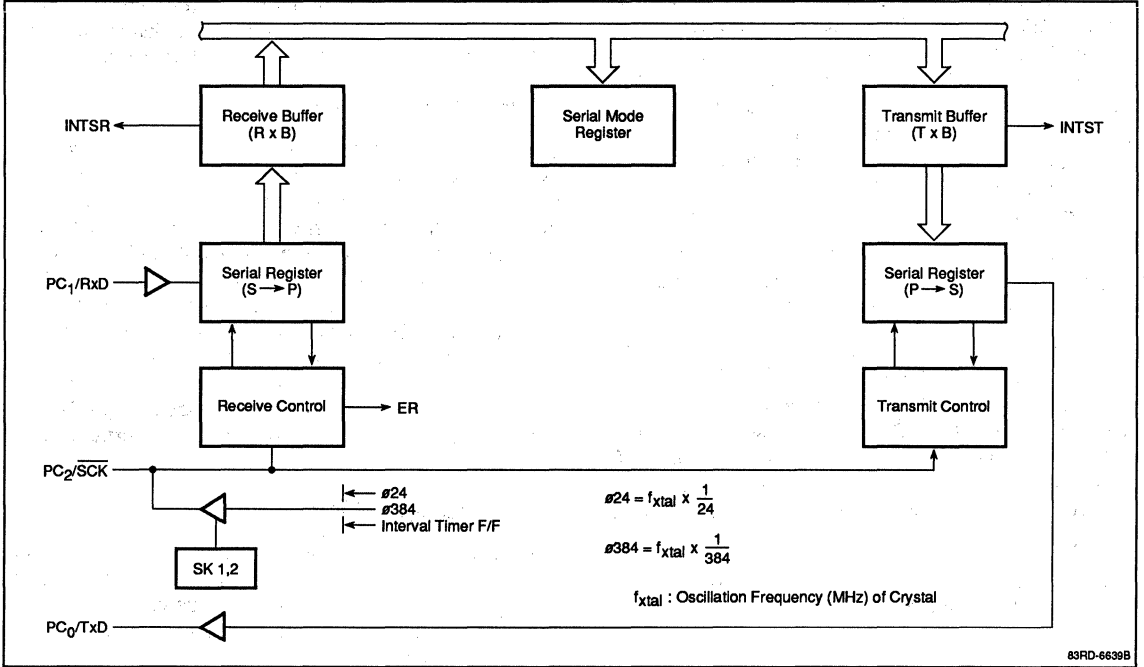 Receive Buffer
(R x B)
Serial Mode
Register
Transmit Buffer
(T x B)
INTSR
INTST
PC1/RxD
Serial Register
(S → P)
Serial Register
(P → S)
Receive Control
ER
Transmit Control
PC2/S̅C̅K̅
ø24
ø384
Interval Timer F/F
SK 1,2
ø24 = fxtal x 1/24
ø384 = fxtal x 1/384
fxtal : Oscillation Frequency (MHz) of Crystal
PC0/TxD
83RD-6639B